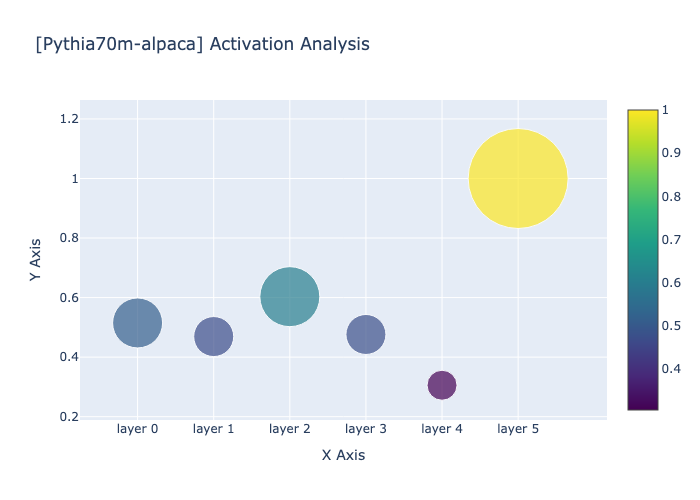 [Pythia70m-alpaca] Activation Analysis
1.2
1
0.8
0.6
0.4
0.2
Y Axis
layer 0
layer 1
layer 2
layer 3
layer 4
layer 5
X Axis
1
0.9
0.8
0.7
0.6
0.5
0.4